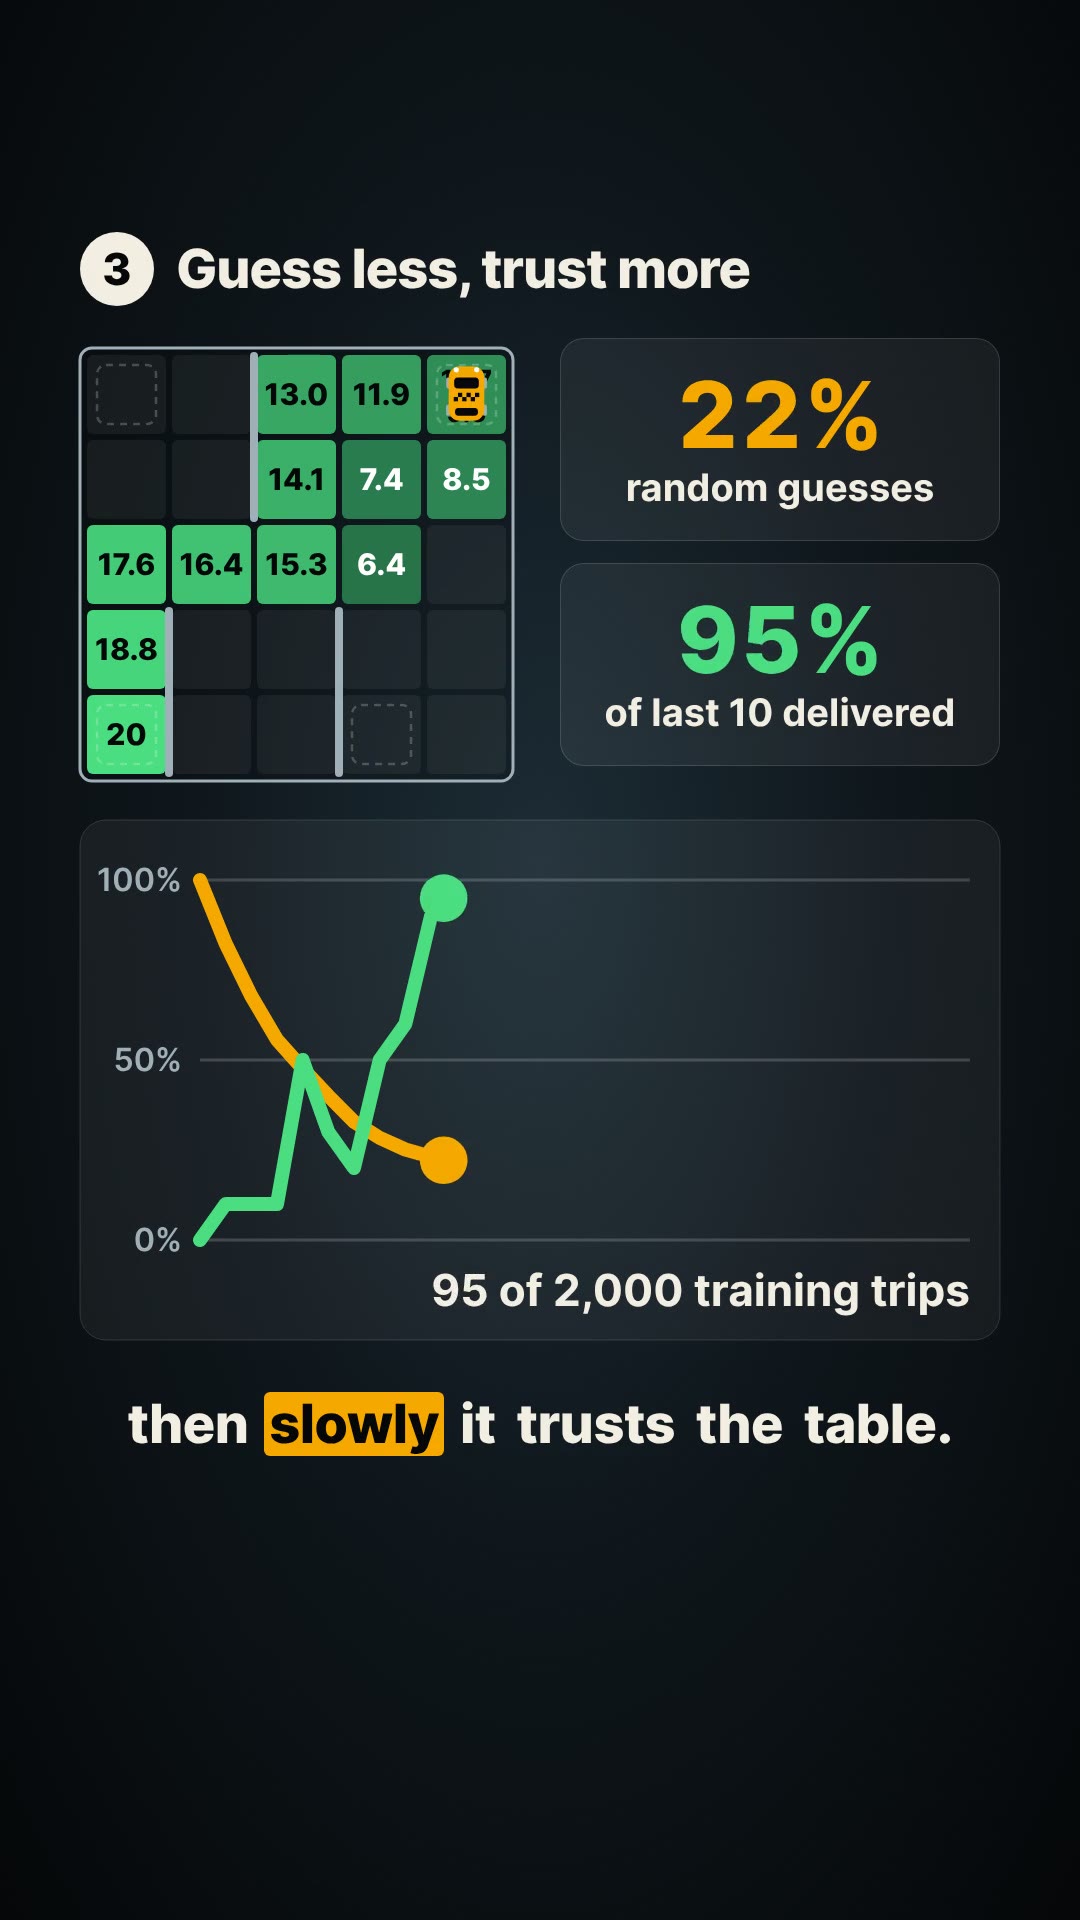 3 Guess less, trust more
13.0 11.9
14.1 7.4 8.5
17.6 16.4 15.3 6.4
18.8
20
22%
random guesses
95%
of last 10 delivered
100%
50%
0%
95 of 2,000 training trips
then slowly it trusts the table.